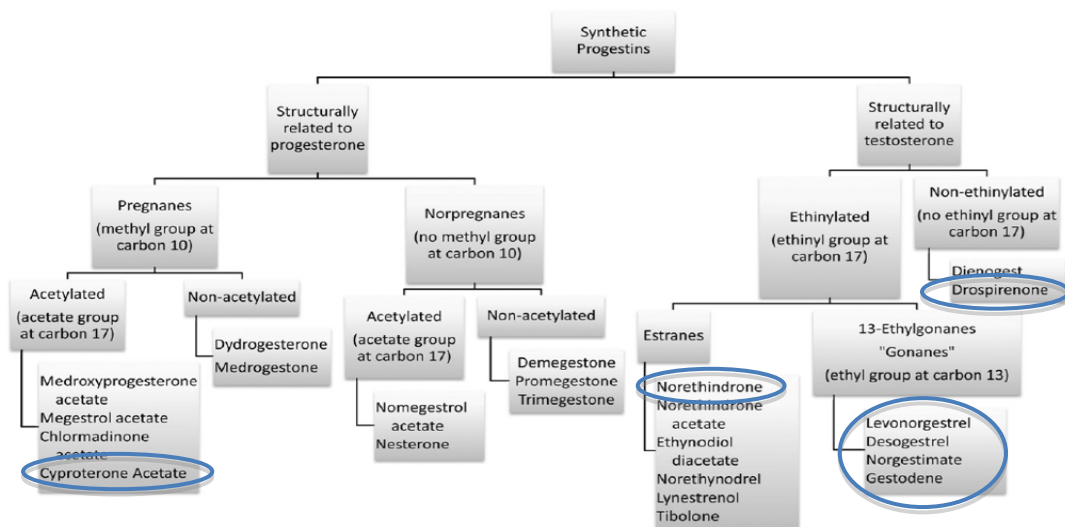 Synthetic
Progestins
Structurally
related to
progesterone
Structurally
related to
testosterone
Pregnanes
(methyl group at
carbon 10)
Norpregnanes
(no methyl group
at carbon 10)
Ethinylated
(ethinyl group at
carbon 17)
Non-ethinylated
(no ethinyl group at
carbon 17)
Dienogest
Drospirenone
Acetylated
(acetate group
at carbon 17)
Non-acetylated
Dydrogesterone
Medrogestone
Medroxyprogesterone
acetate
Megestrol acetate
Chlormadinone
acetate
Cyproterone Acetate
Acetylated
(acetate group
at carbon 17)
Non-acetylated
Demegestone
Promegestone
Trimegestone
Nomegestrol
acetate
Nesterone
Estranes
Norethindrone
Norethindrone
acetate
Ethynodiol
diacetate
Norethynodrel
Lynestrenol
Tibolone
13-Ethylgonanes
"Gonanes"
(ethyl group at carbon 13)
Levonorgestrel
Desogestrel
Norgestimate
Gestodene